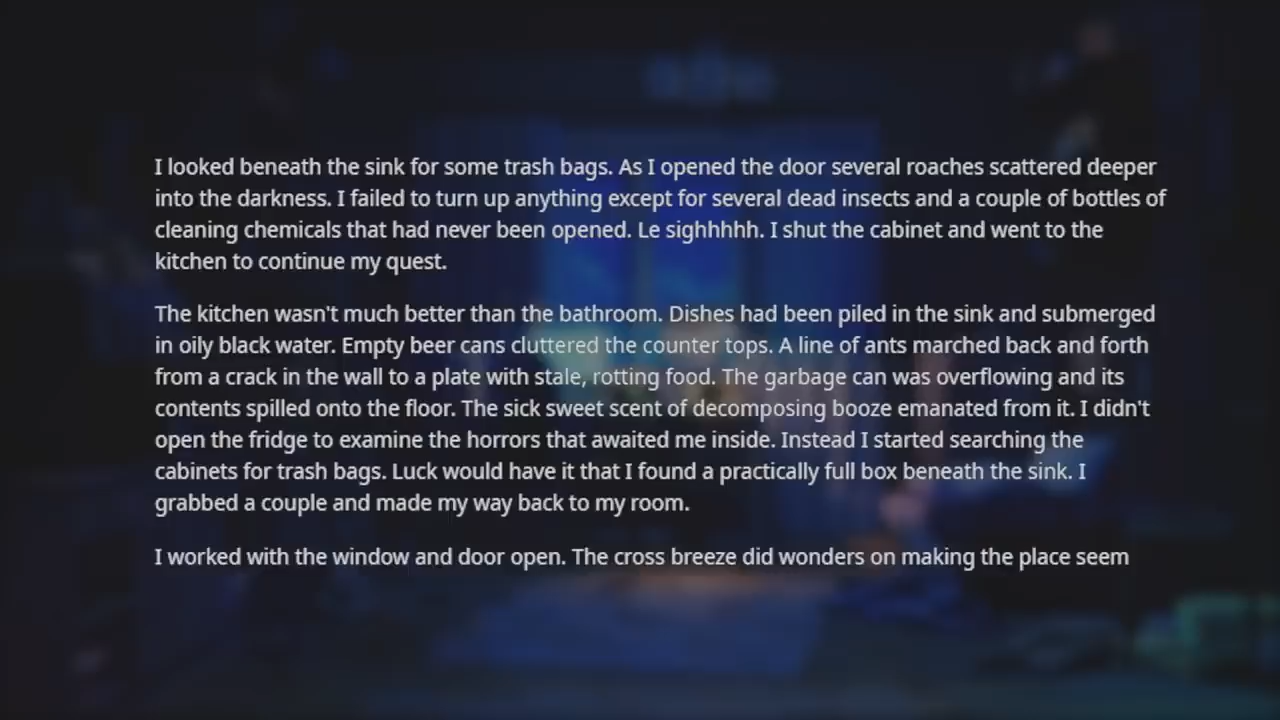 I looked beneath the sink for some trash bags. As I opened the door several roaches scattered deeper
into the darkness. I failed to turn up anything except for several dead insects and a couple of bottles of
cleaning chemicals that had never been opened. Le sighhhhh. I shut the cabinet and went to the
kitchen to continue my quest.
The kitchen wasn't much better than the bathroom. Dishes had been piled in the sink and submerged
in oily black water. Empty beer cans cluttered the counter tops. A line of ants marched back and forth
from a crack in the wall to a plate with stale, rotting food. The garbage can was overflowing and its
contents spilled onto the floor. The sick sweet scent of decomposing booze emanated from it. I didn't
open the fridge to examine the horrors that awaited me inside. Instead I started searching the
cabinets for trash bags. Luck would have it that I found a practically full box beneath the sink. I
grabbed a couple and made my way back to my room.
I worked with the window and door open. The cross breeze did wonders on making the place seem